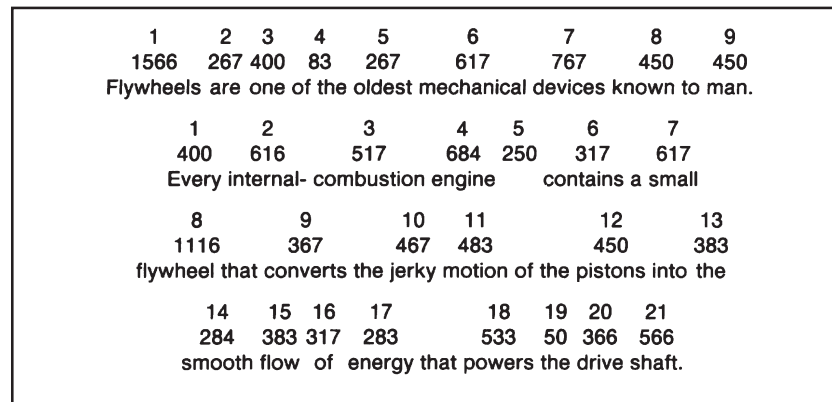 1 2 3 4 5 6 7 8 9
1566 267 400 83 267 617 767 450 450
Flywheels are one of the oldest mechanical devices known to man.
1 2 3 4 5 6 7
400 616 517 684 250 317 617
Every internal- combustion engine contains a small
8 9 10 11 12 13
1116 367 467 483 450 383
flywheel that converts the jerky motion of the pistons into the
14 15 16 17 18 19 20 21
284 383 317 283 533 50 366 566
smooth flow of energy that powers the drive shaft.